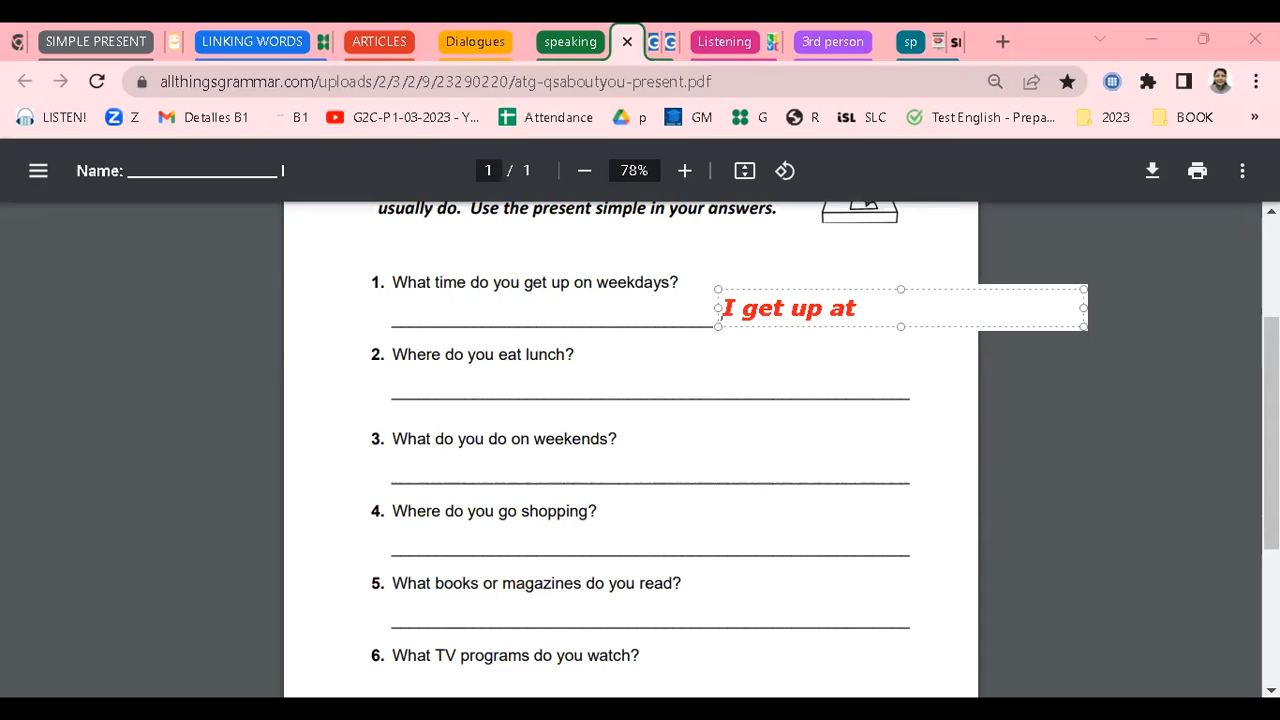 SIMPLE PRESENT LINKING WORDS ARTICLES Dialogues speaking Listening 3rd person sp
allthingsgrammar.com/uploads/2/3/2/9/23290220/atg-qsaboutyou-present.pdf
LISTEN! Z Detalles B1 B1 G2C-P1-03-2023 - Y... Attendance p GM G R iSL SLC Test English - Prepa... 2023 BOOK »
Name: _________________ 1 / 1 78%
usually do. Use the present simple in your answers.
1. What time do you get up on weekdays?
I get up at
2. Where do you eat lunch?
3. What do you do on weekends?
4. Where do you go shopping?
5. What books or magazines do you read?
6. What TV programs do you watch?